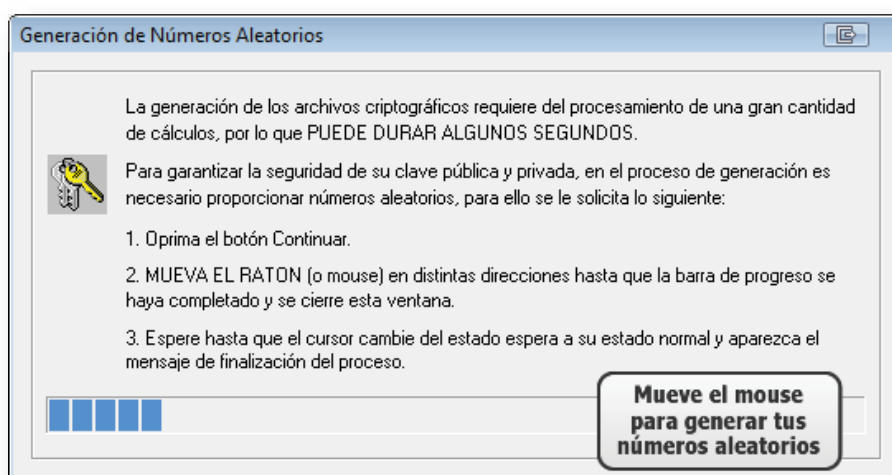 Generación de Números Aleatorios
La generación de los archivos criptográficos requiere del procesamiento de una gran cantidad
de cálculos, por lo que PUEDE DURAR ALGUNOS SEGUNDOS.
Para garantizar la seguridad de su clave pública y privada, en el proceso de generación es
necesario proporcionar números aleatorios, para ello se le solicita lo siguiente:
1. Oprima el botón Continuar.
2. MUEVA EL RATON (o mouse) en distintas direcciones hasta que la barra de progreso se
haya completado y se cierre esta ventana.
3. Espere hasta que el cursor cambie del estado espera a su estado normal y aparezca el
mensaje de finalización del proceso.
Mueve el mouse
para generar tus
números aleatorios